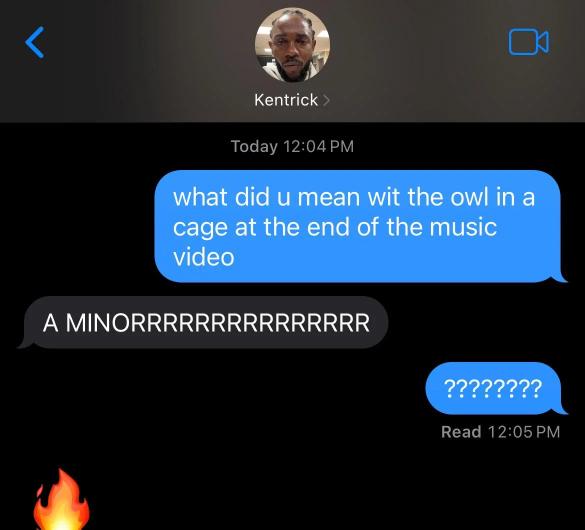 Kentrick >
Today 12:04 PM
what did u mean wit the owl in a
cage at the end of the music
video
A MINORRRRRRRRRRRRRRRR
????????
Read 12:05 PM
🔥